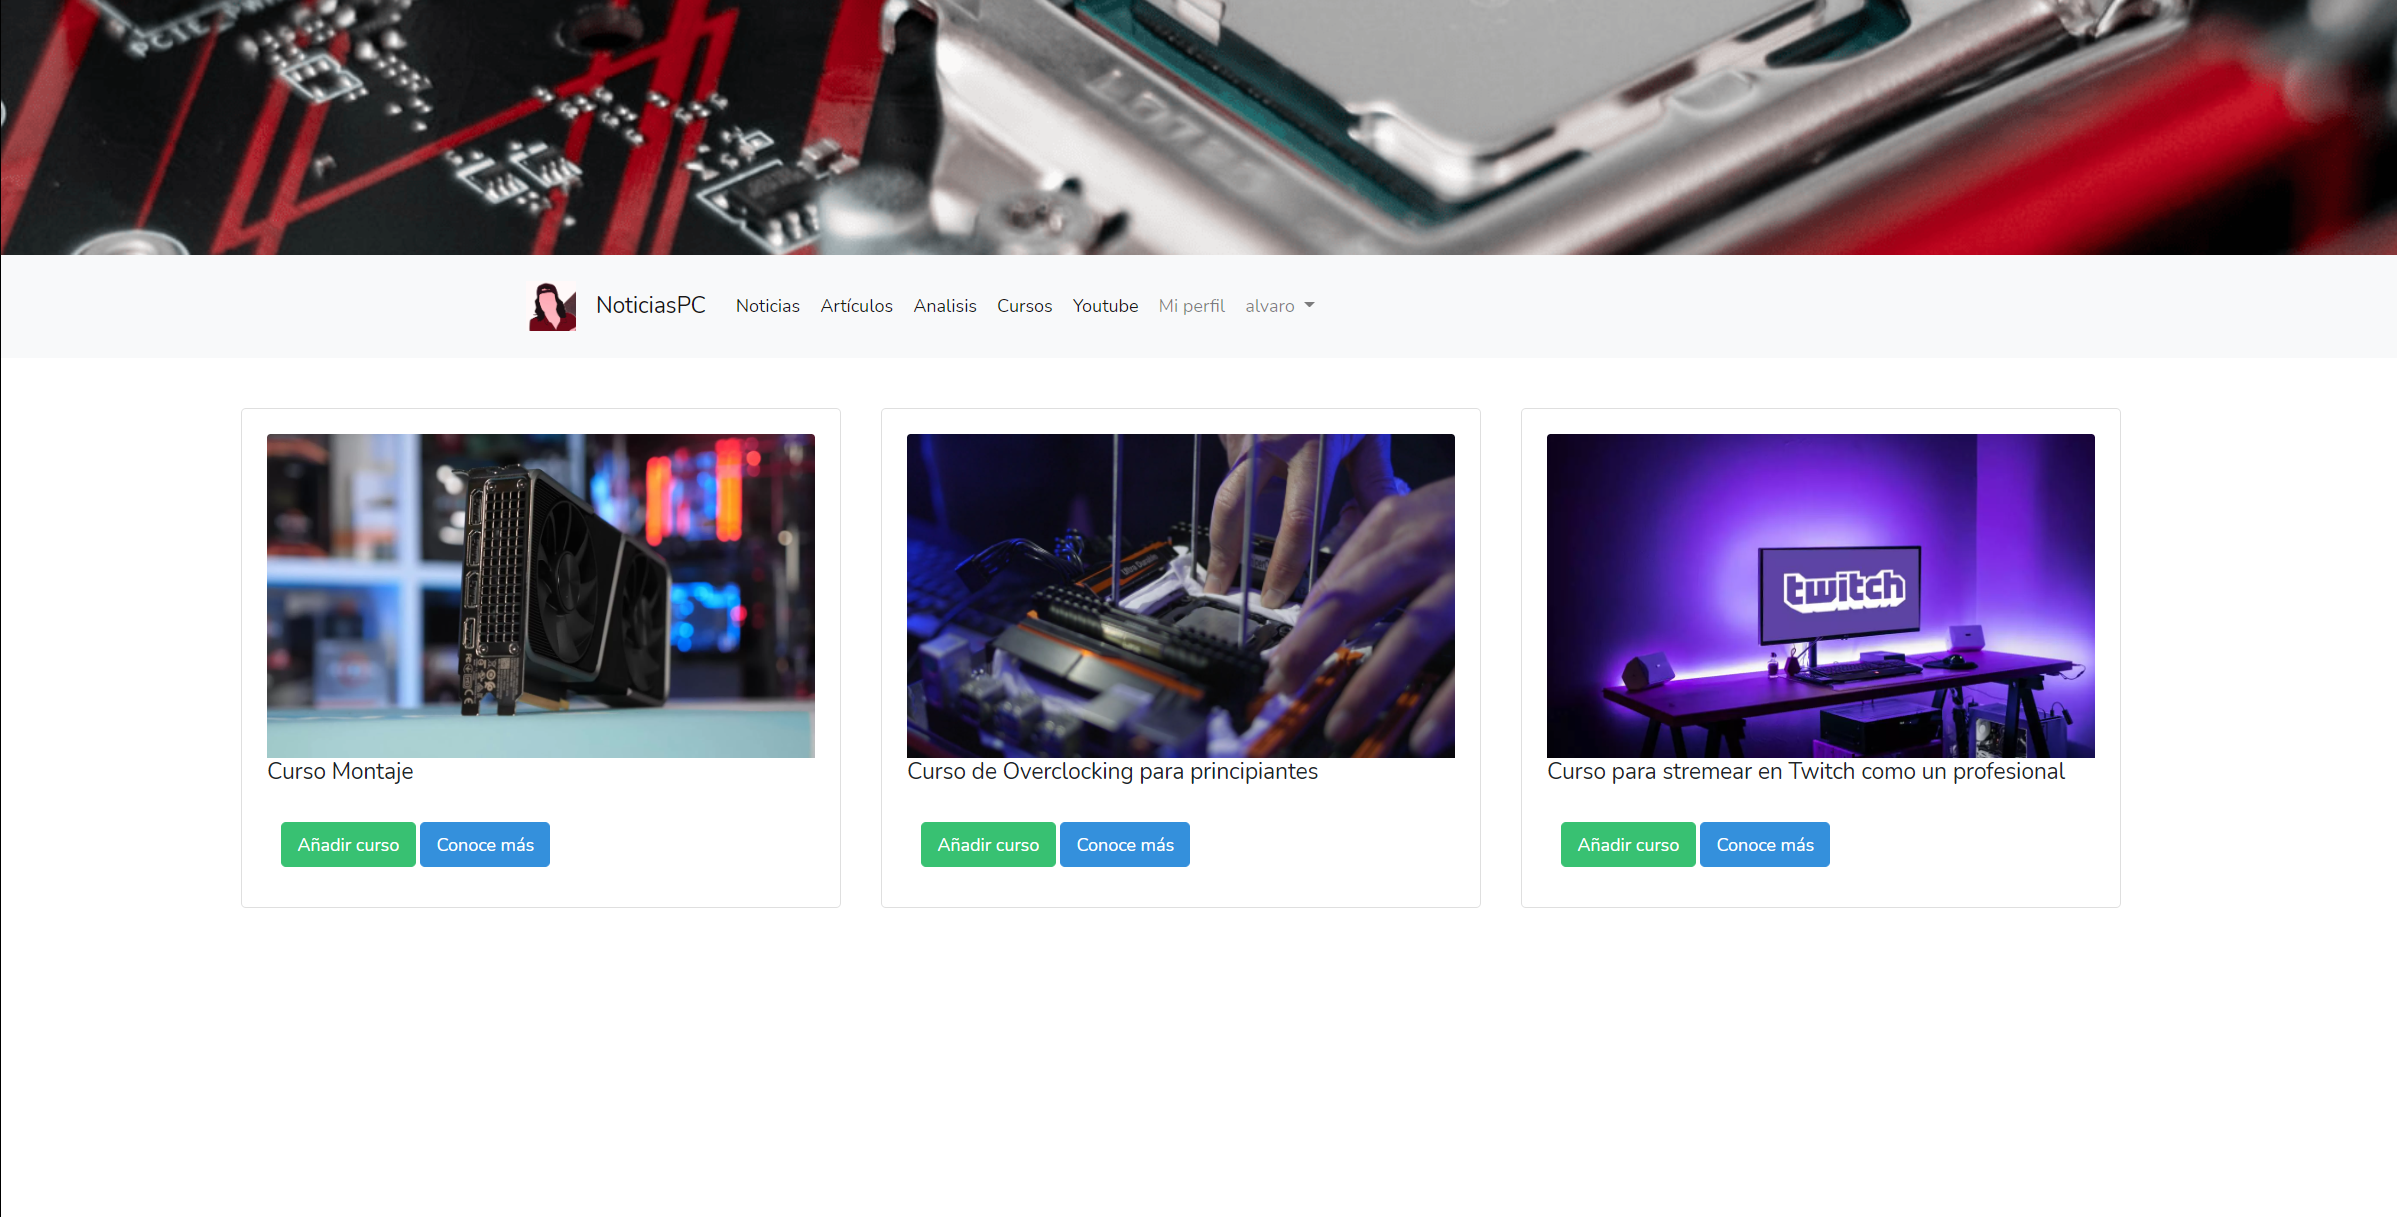 NoticiasPC Noticias Artículos Analisis Cursos Youtube Mi perfil alvaro
twitch
Curso Montaje
Curso de Overclocking para principiantes
Curso para stremear en Twitch como un profesional
Añadir curso Conoce más
Añadir curso Conoce más
Añadir curso Conoce más